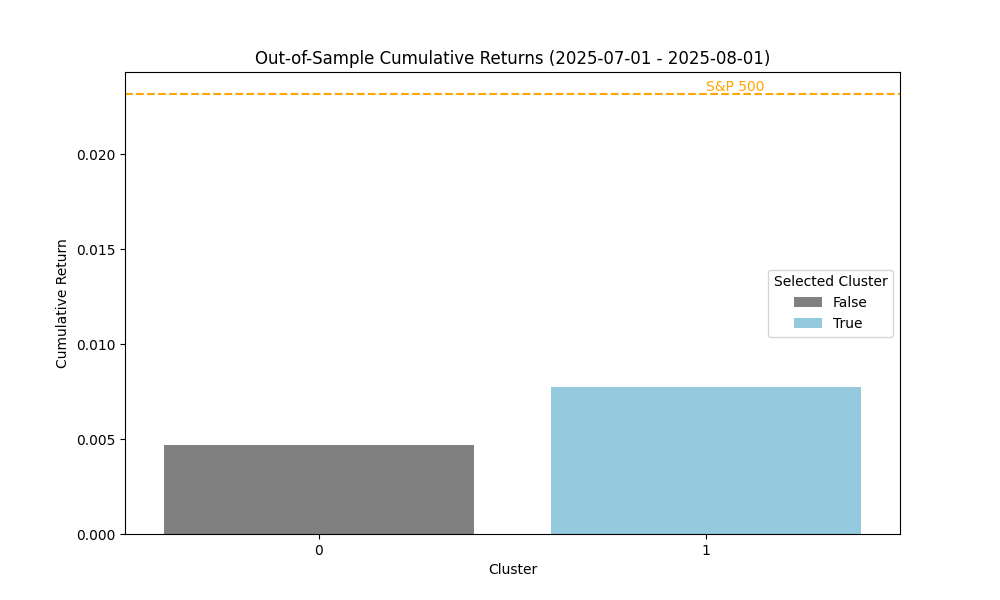 Out-of-Sample Cumulative Returns (2025-07-01 - 2025-08-01)
S&P 500
0.020
0.015
0.010
0.005
0.000
Cumulative Return
Selected Cluster
False
True
0
1
Cluster